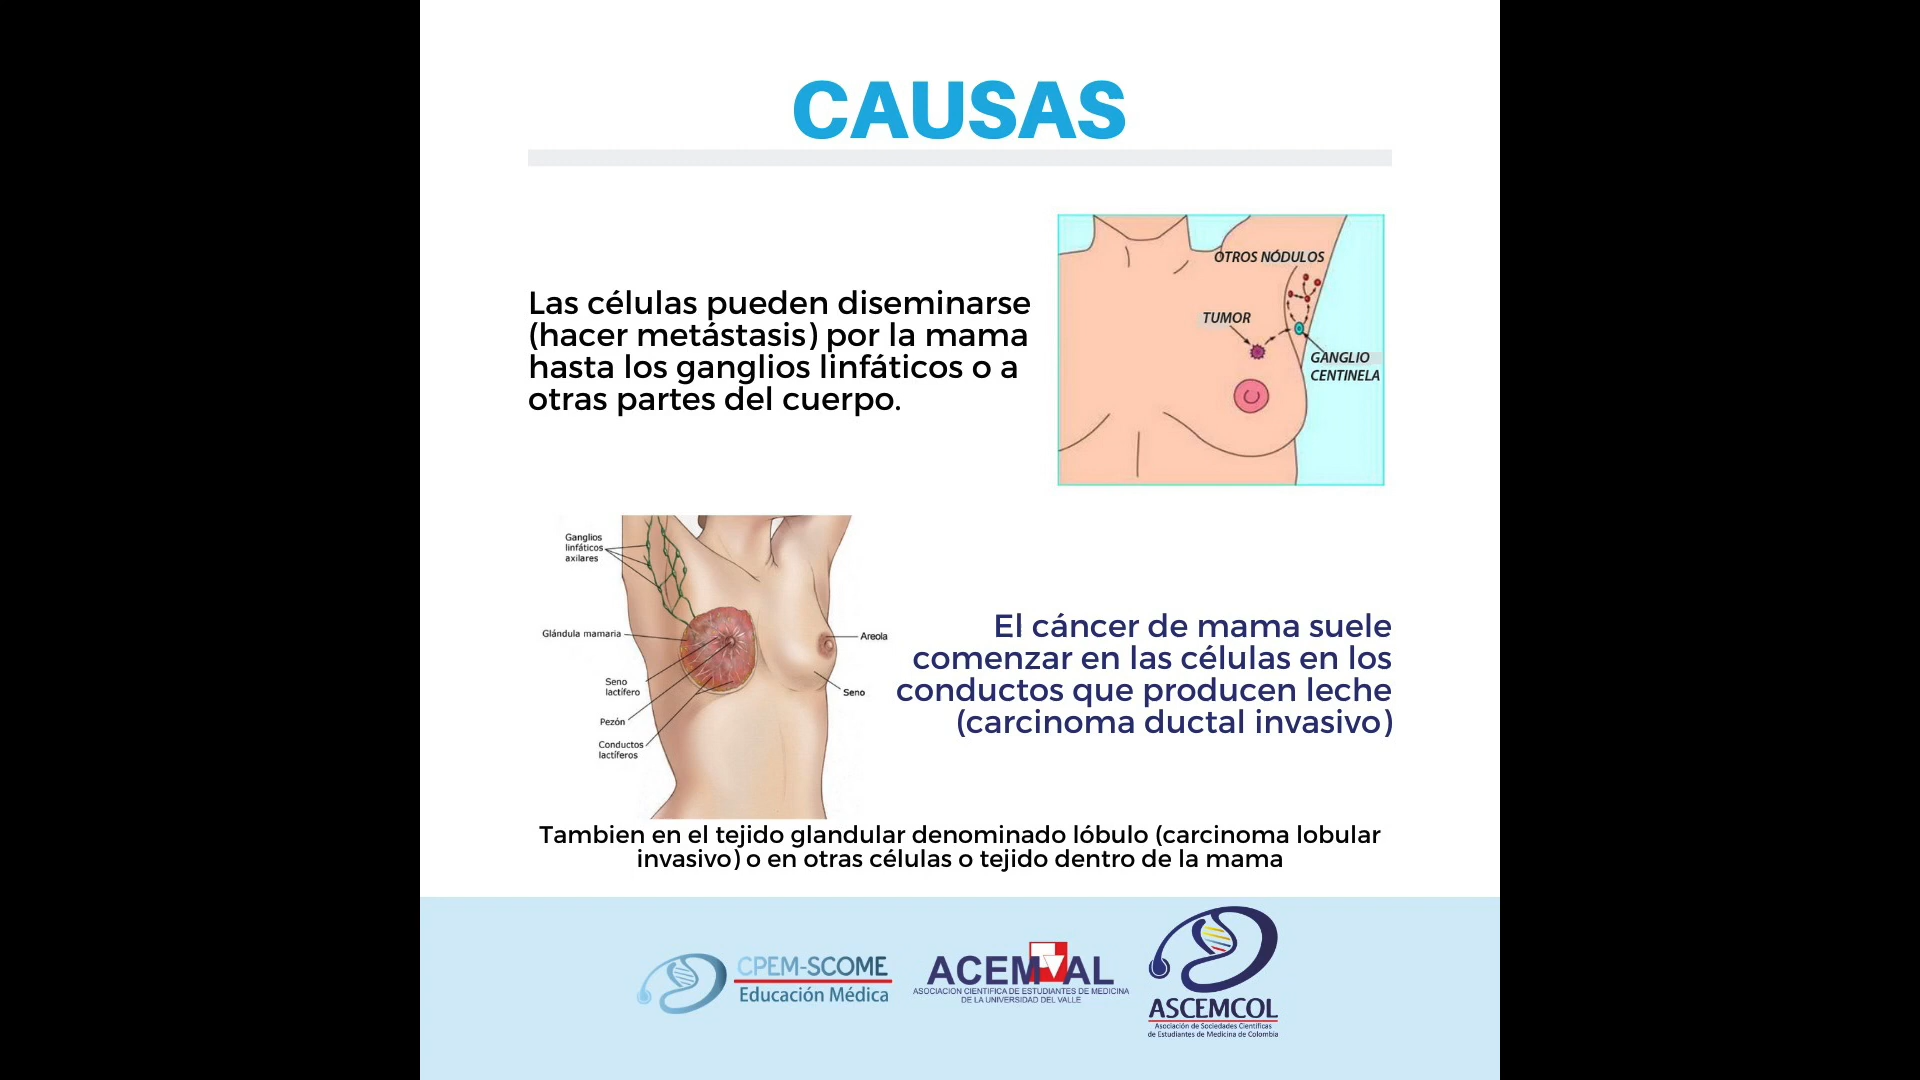 CAUSAS
Las células pueden diseminarse
(hacer metástasis) por la mama
hasta los ganglios linfáticos o a
otras partes del cuerpo.
OTROS NÓDULOS
TUMOR
GANGLIO
CENTINELA
Ganglios
linfáticos
axilares
Glándula mamaria
Seno
lactífero
Pezón
Conductos
lactíferos
Areola
Seno
El cáncer de mama suele
comenzar en las células en los
conductos que producen leche
(carcinoma ductal invasivo)
Tambien en el tejido glandular denominado lóbulo (carcinoma lobular
invasivo) o en otras células o tejido dentro de la mama
CPEM-SCOME
Educación Médica
ACEMVAL
ASOCIACION CIENTIFICA DE ESTUDIANTES DE MEDICINA
DE LA UNIVERSIDAD DEL VALLE
ASCEMCOL
Asociación de Sociedades Científicas
de Estudiantes de Medicina de Colombia